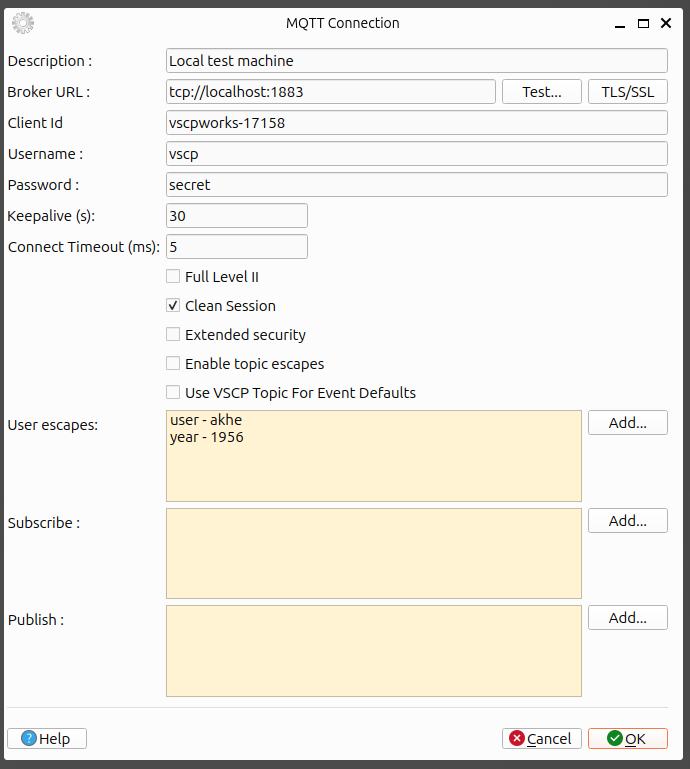 MQTT Connection
Description :
Local test machine
Broker URL :
tcp://localhost:1883
Test...
TLS/SSL
Client Id
vscpworks-17158
Username :
vscp
Password :
secret
Keepalive (s):
30
Connect Timeout (ms):
5
Full Level II
Clean Session
Extended security
Enable topic escapes
Use VSCP Topic For Event Defaults
User escapes:
user - akhe
year - 1956
Add...
Subscribe :
Add...
Publish :
Add...
Help
Cancel
OK